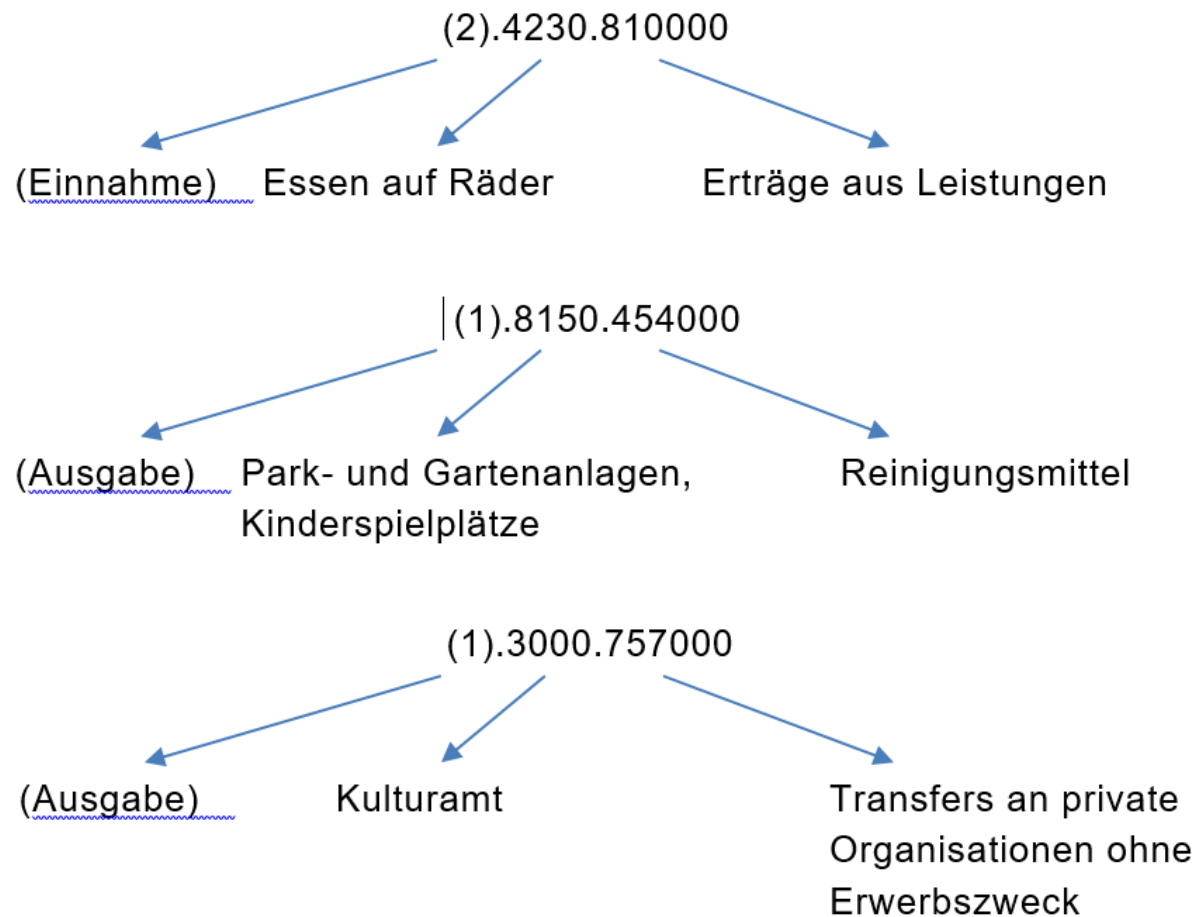 (2).4230.810000
(Einnahme) Essen auf Räder Erträge aus Leistungen
(1).8150.454000
(Ausgabe) Park- und Gartenanlagen, Reinigungsmittel
Kinderspielplätze
(1).3000.757000
(Ausgabe) Kulturamt Transfers an private
Organisationen ohne
Erwerbszweck